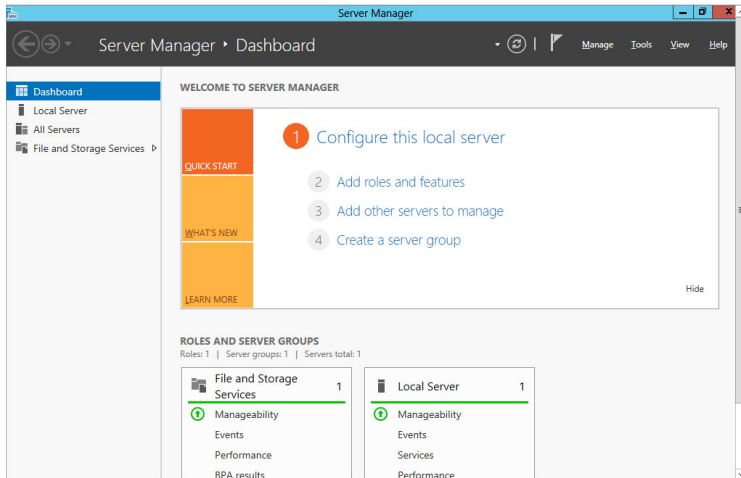 Server Manager
Server Manager ‣ Dashboard
Manage Tools View Help
Dashboard
Local Server
All Servers
File and Storage Services
WELCOME TO SERVER MANAGER
QUICK START
WHAT'S NEW
LEARN MORE
1 Configure this local server
2 Add roles and features
3 Add other servers to manage
4 Create a server group
Hide
ROLES AND SERVER GROUPS
Roles: 1 | Server groups: 1 | Servers total: 1
File and Storage
Services
1
Manageability
Events
Performance
BPA results
Local Server 1
Manageability
Events
Services
Performance